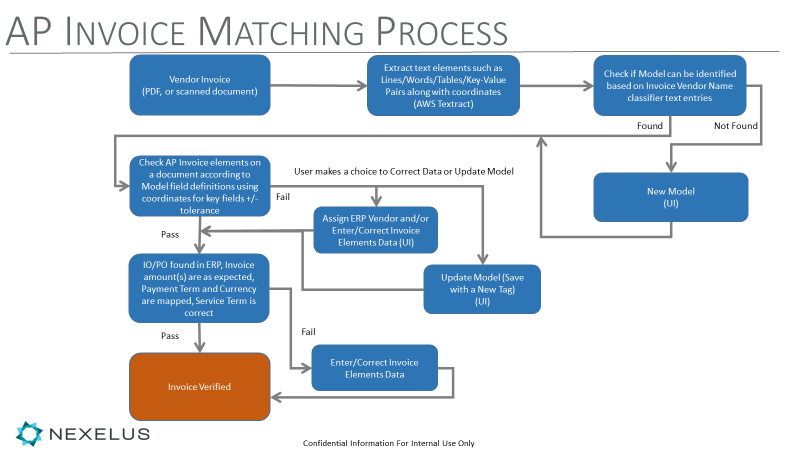 AP INVOICE MATCHING PROCESS
Vendor Invoice
(PDF, or scanned document)
Extract text elements such as
Lines/Words/Tables/Key-Value
Pairs along with coordinates
(AWS Textract)
Check if Model can be identified
based on Invoice Vendor Name
classifier text entries
Found
Not Found
Check AP Invoice elements on
a document according to
Model field definitions using
coordinates for key fields +/-
tolerance
User makes a choice to Correct Data or Update Model
Fail
New Model
(UI)
Assign ERP Vendor and/or
Enter/Correct Invoice
Elements Data (UI)
Pass
IO/PO found in ERP, Invoice
amount(s) are as expected,
Payment Term and Currency
are mapped, Service Term is
correct
Update Model (Save
with a New Tag)
(UI)
Pass
Fail
Invoice Verified
Enter/Correct Invoice
Elements Data
NEXELUS
Confidential Information For Internal Use Only